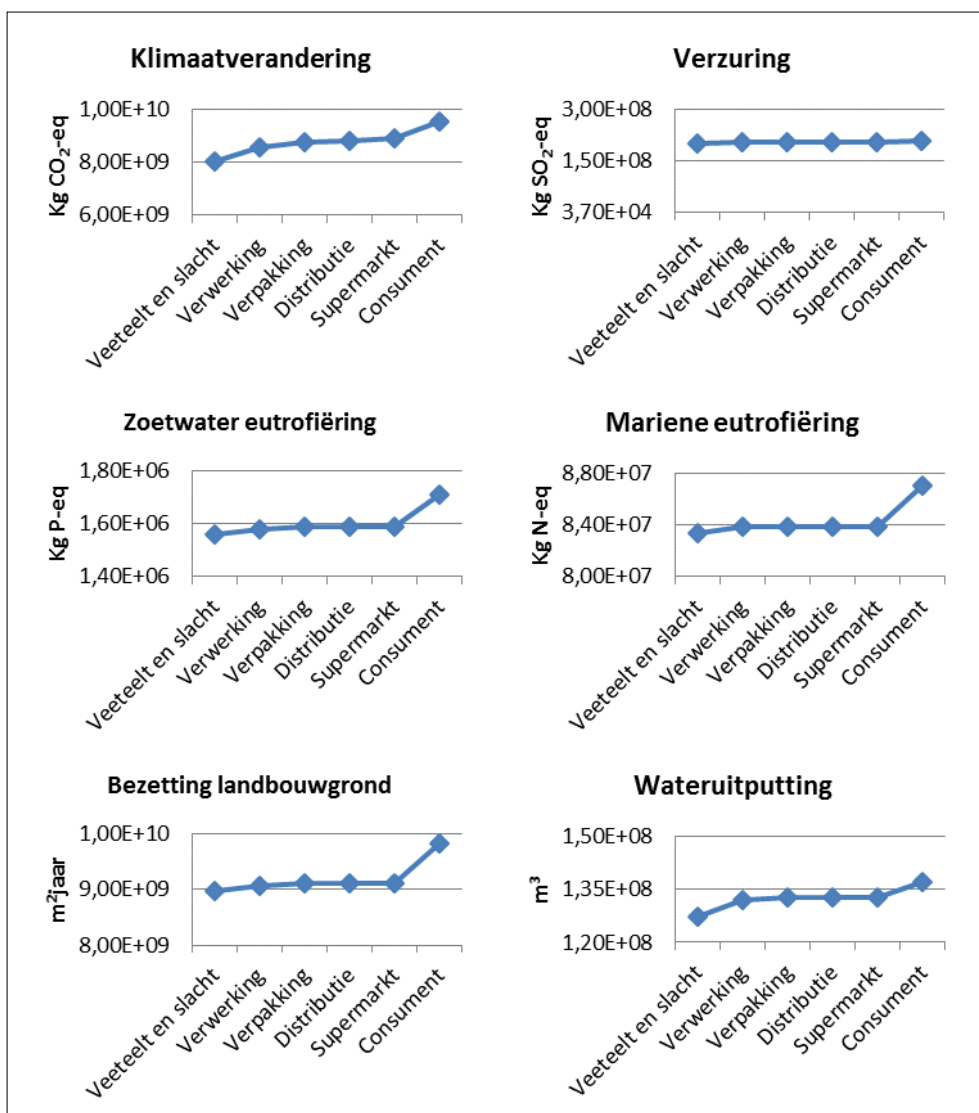 Klimaatverandering
Kg CO₂-eq
1,00E+10
8,00E+09
6,00E+09
Veeteelt en slacht
Verwerking
Verpakking
Distributie
Supermarkt
Consument
Verzuring
Kg SO₂-eq
3,00E+08
1,50E+08
3,70E+04
Veeteelt en slacht
Verwerking
Verpakking
Distributie
Supermarkt
Consument
Zoetwater eutrofiëring
Kg P-eq
1,80E+06
1,60E+06
1,40E+06
Veeteelt en slacht
Verwerking
Verpakking
Distributie
Supermarkt
Consument
Mariene eutrofiëring
Kg N-eq
8,80E+07
8,40E+07
8,00E+07
Veeteelt en slacht
Verwerking
Verpakking
Distributie
Supermarkt
Consument
Bezetting landbouwgrond
m²jaar
1,00E+10
9,00E+09
8,00E+09
Veeteelt en slacht
Verwerking
Verpakking
Distributie
Supermarkt
Consument
Wateruitputting
m³
1,50E+08
1,35E+08
1,20E+08
Veeteelt en slacht
Verwerking
Verpakking
Distributie
Supermarkt
Consument